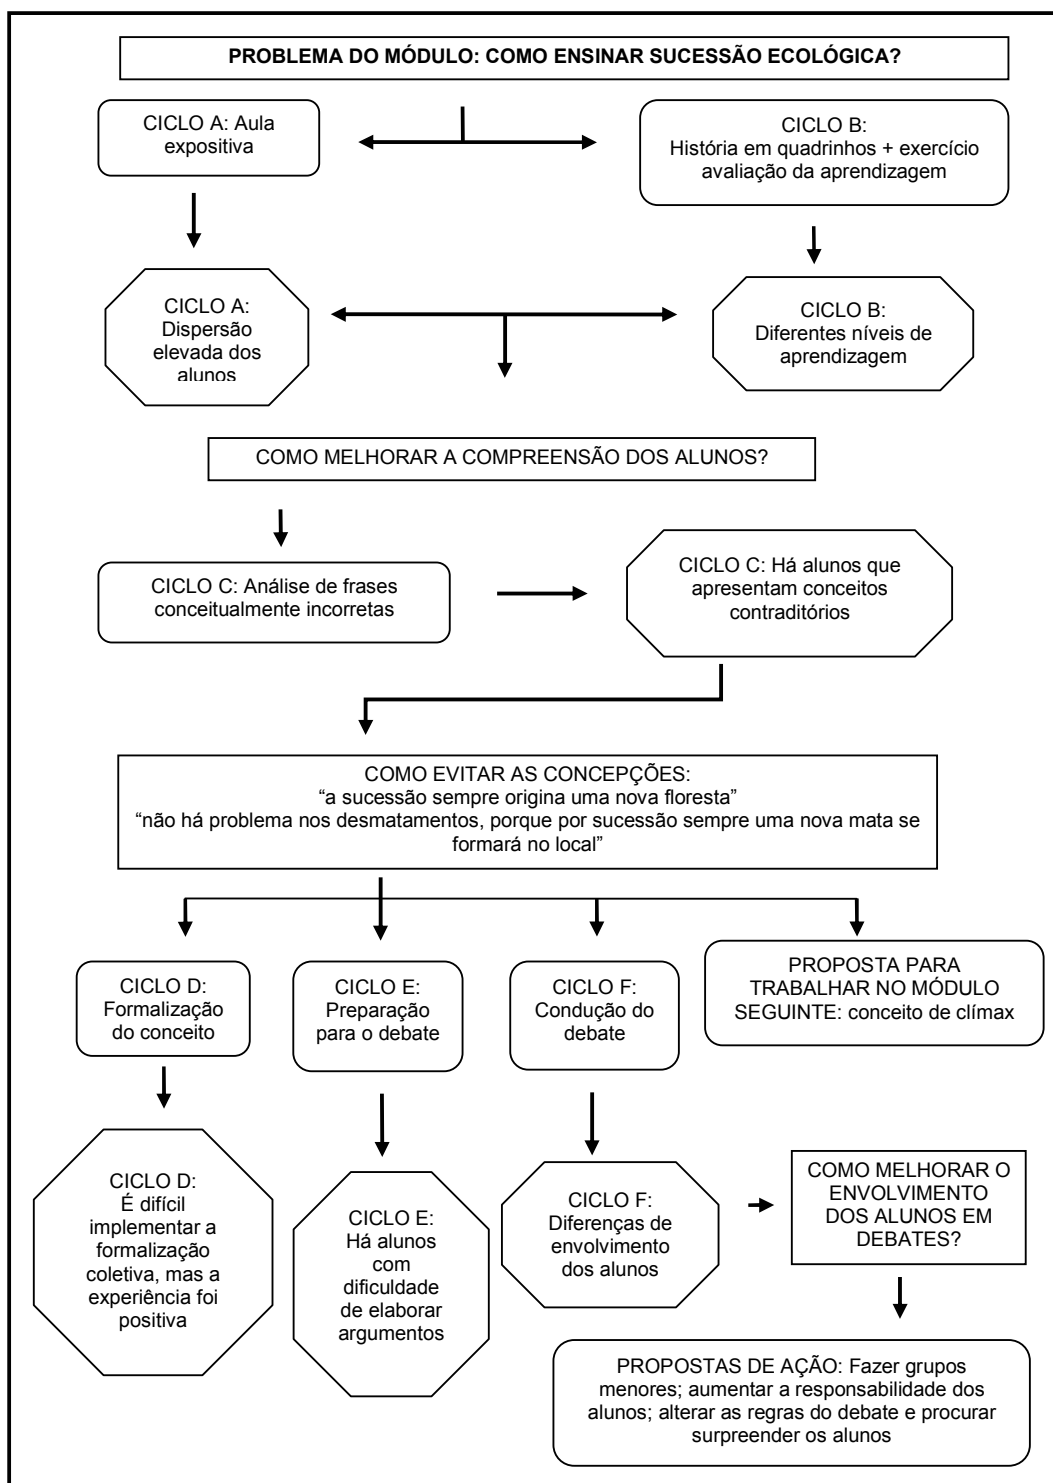 PROBLEMA DO MÓDULO: COMO ENSINAR SUCESSÃO ECOLÓGICA?
CICLO A: Aula
expositiva
CICLO B:
História em quadrinhos + exercício
avaliação da aprendizagem
CICLO A:
Dispersão
elevada dos
alunos
CICLO B:
Diferentes níveis de
aprendizagem
COMO MELHORAR A COMPREENSÃO DOS ALUNOS?
CICLO C: Análise de frases
conceitualmente incorretas
CICLO C: Há alunos que
apresentam conceitos
contraditórios
COMO EVITAR AS CONCEPÇÕES:
“a sucessão sempre origina uma nova floresta”
“não há problema nos desmatamentos, porque por sucessão sempre uma nova mata se
formará no local”
CICLO D:
Formalização
do conceito
CICLO E:
Preparação
para o debate
CICLO F:
Condução do
debate
PROPOSTA PARA
TRABALHAR NO MÓDULO
SEGUINTE: conceito de clímax
CICLO D:
É difícil
implementar a
formalização
coletiva, mas a
experiência foi
positiva
CICLO E:
Há alunos
com
dificuldade
de elaborar
argumentos
CICLO F:
Diferenças de
envolvimento
dos alunos
COMO MELHORAR O
ENVOLVIMENTO
DOS ALUNOS EM
DEBATES?
PROPOSTAS DE AÇÃO: Fazer grupos
menores; aumentar a responsabilidade dos
alunos; alterar as regras do debate e procurar
surpreender os alunos